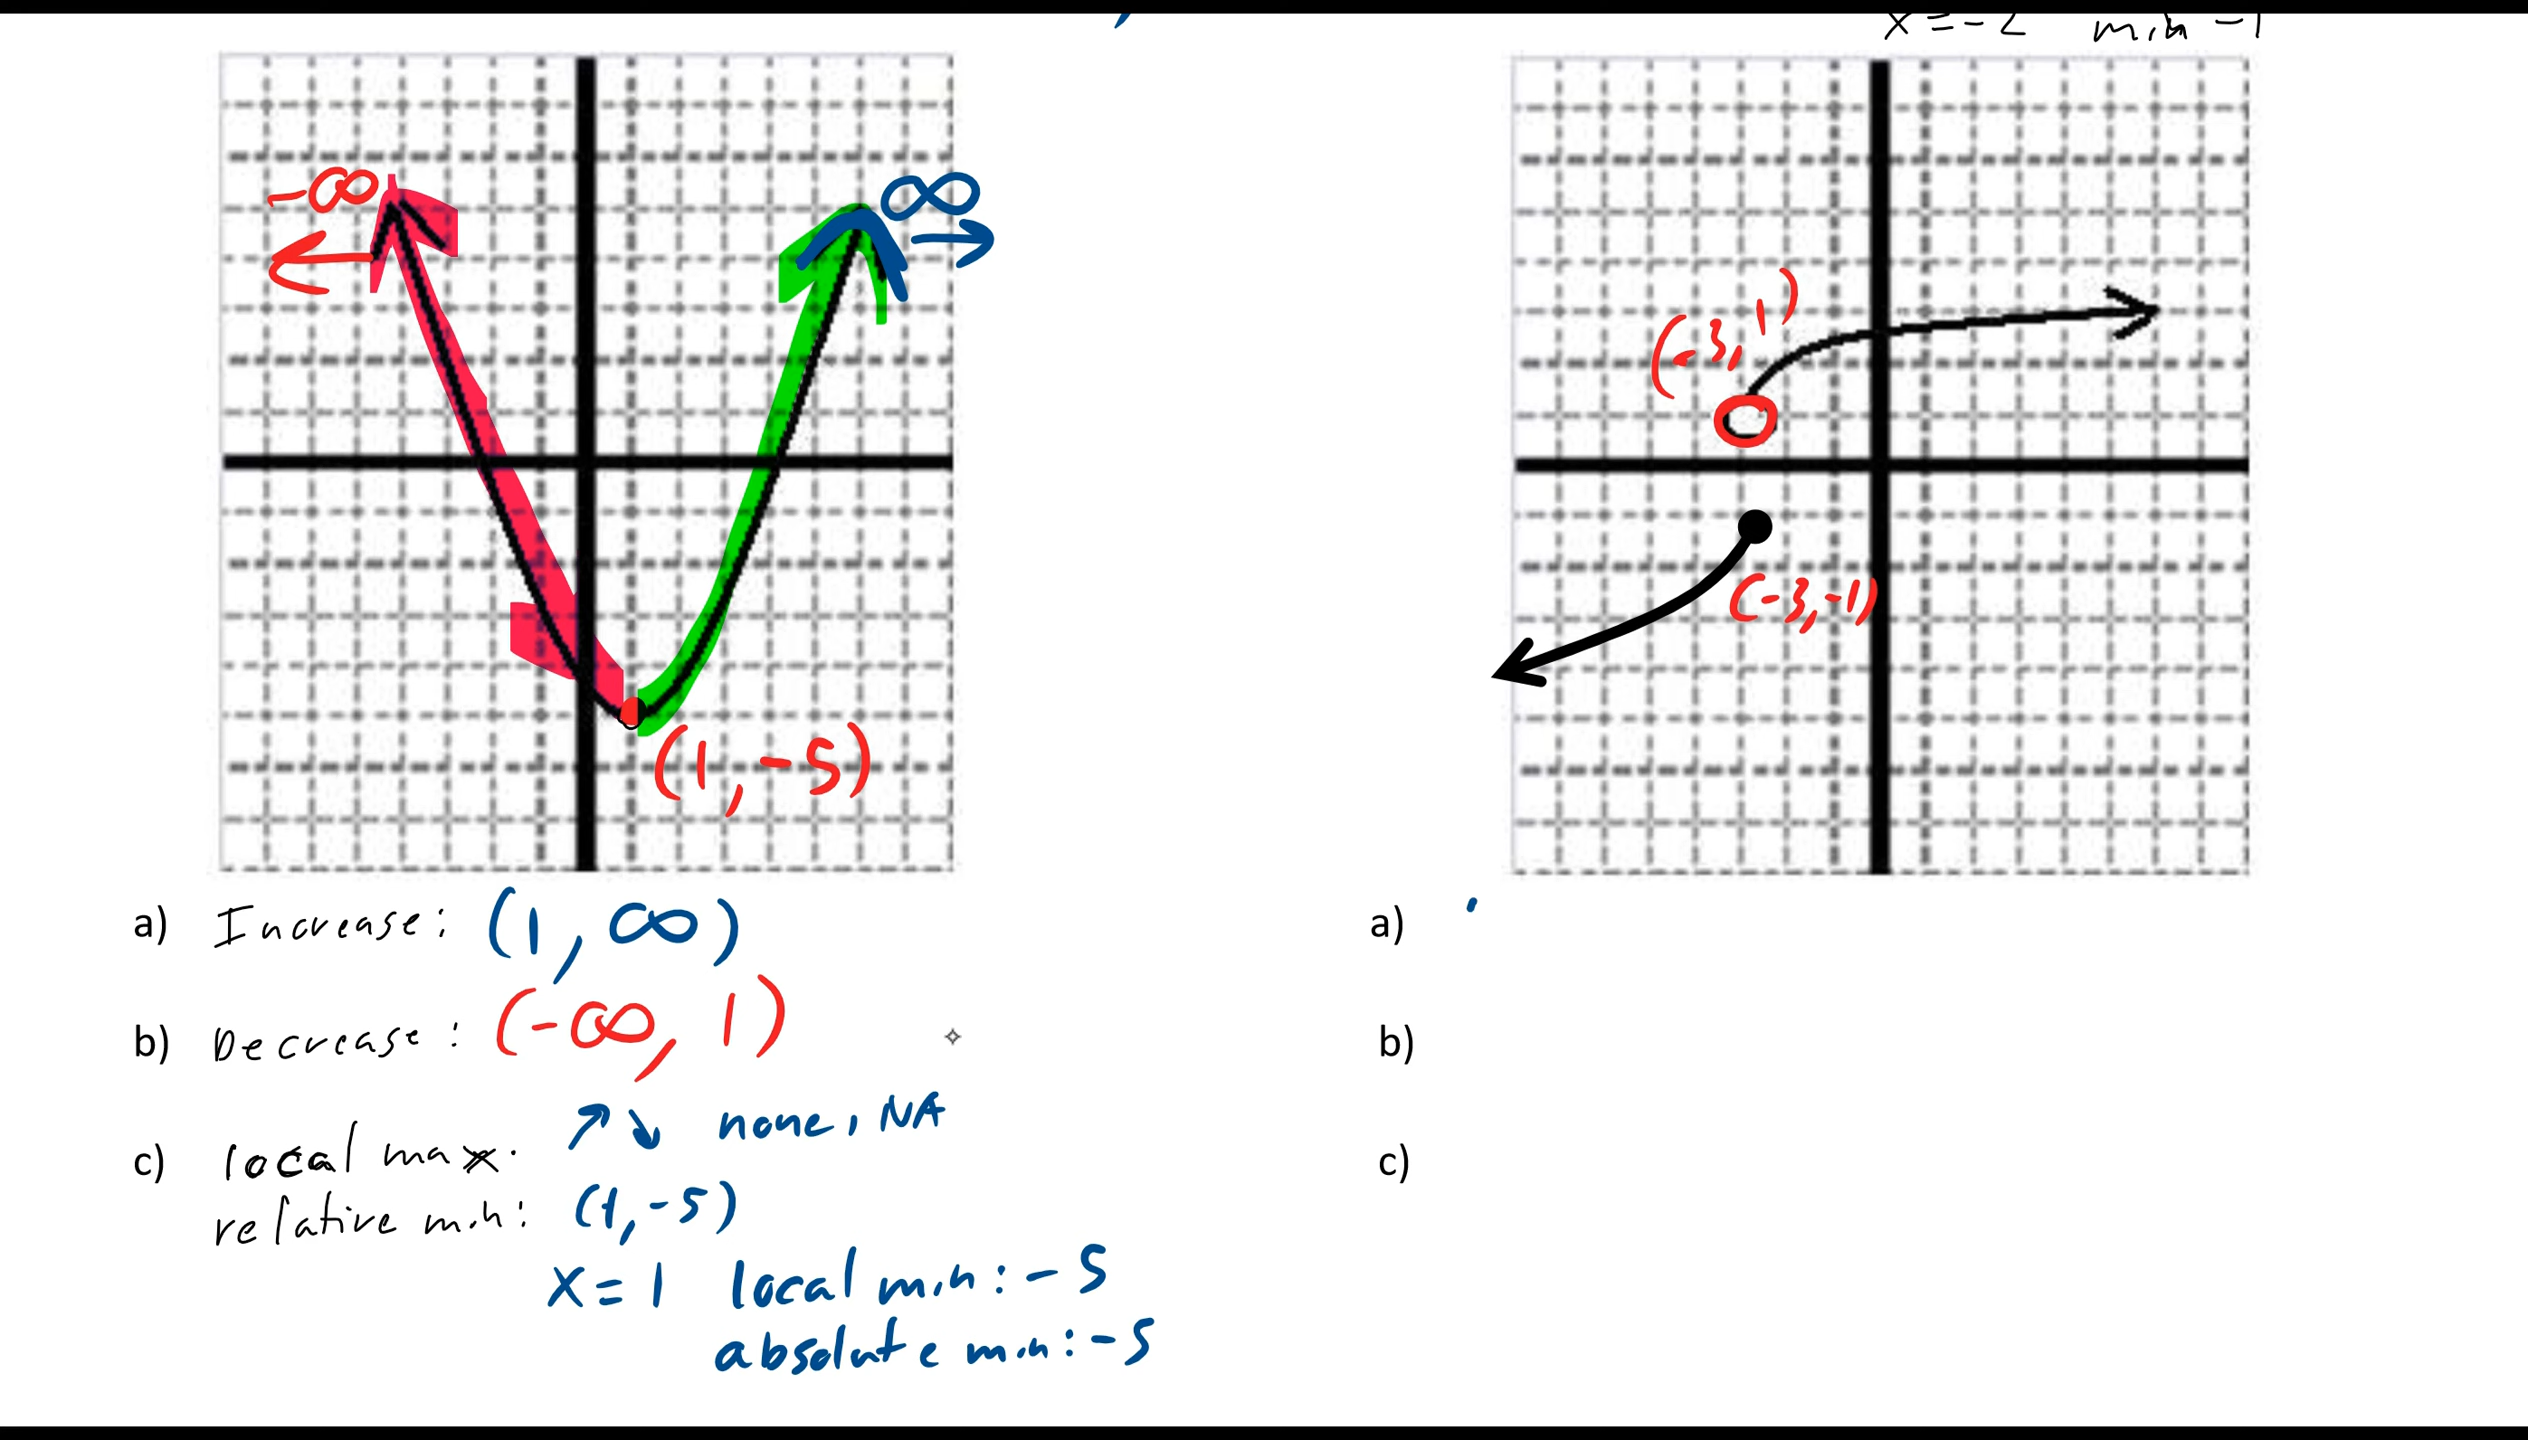 x = -2 min -1
-∞
∞
(1, -5)
(-3, 1)
(-3, -1)
a) Increase: (1, ∞)
b) Decrease: (-∞, 1)
c) local max: ↗ ↘ none, NA
relative min: (1, -5)
x = 1 local min: -5
absolute min: -5
a)
b)
c)